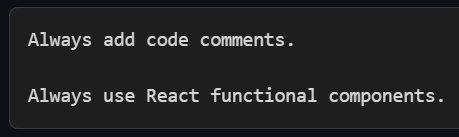 Always add code comments.
Always use React functional components.